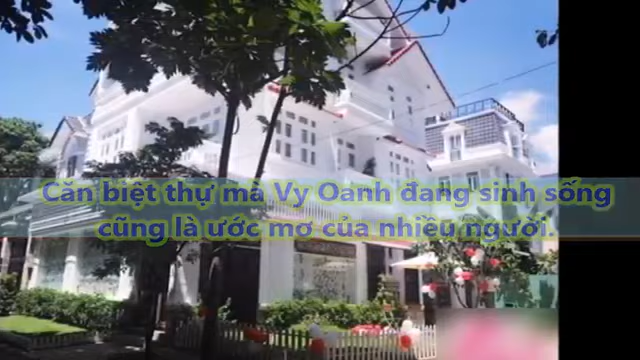 Căn biệt thự mà Vy Oanh đang sinh sống
cũng là ước mơ của nhiều người.